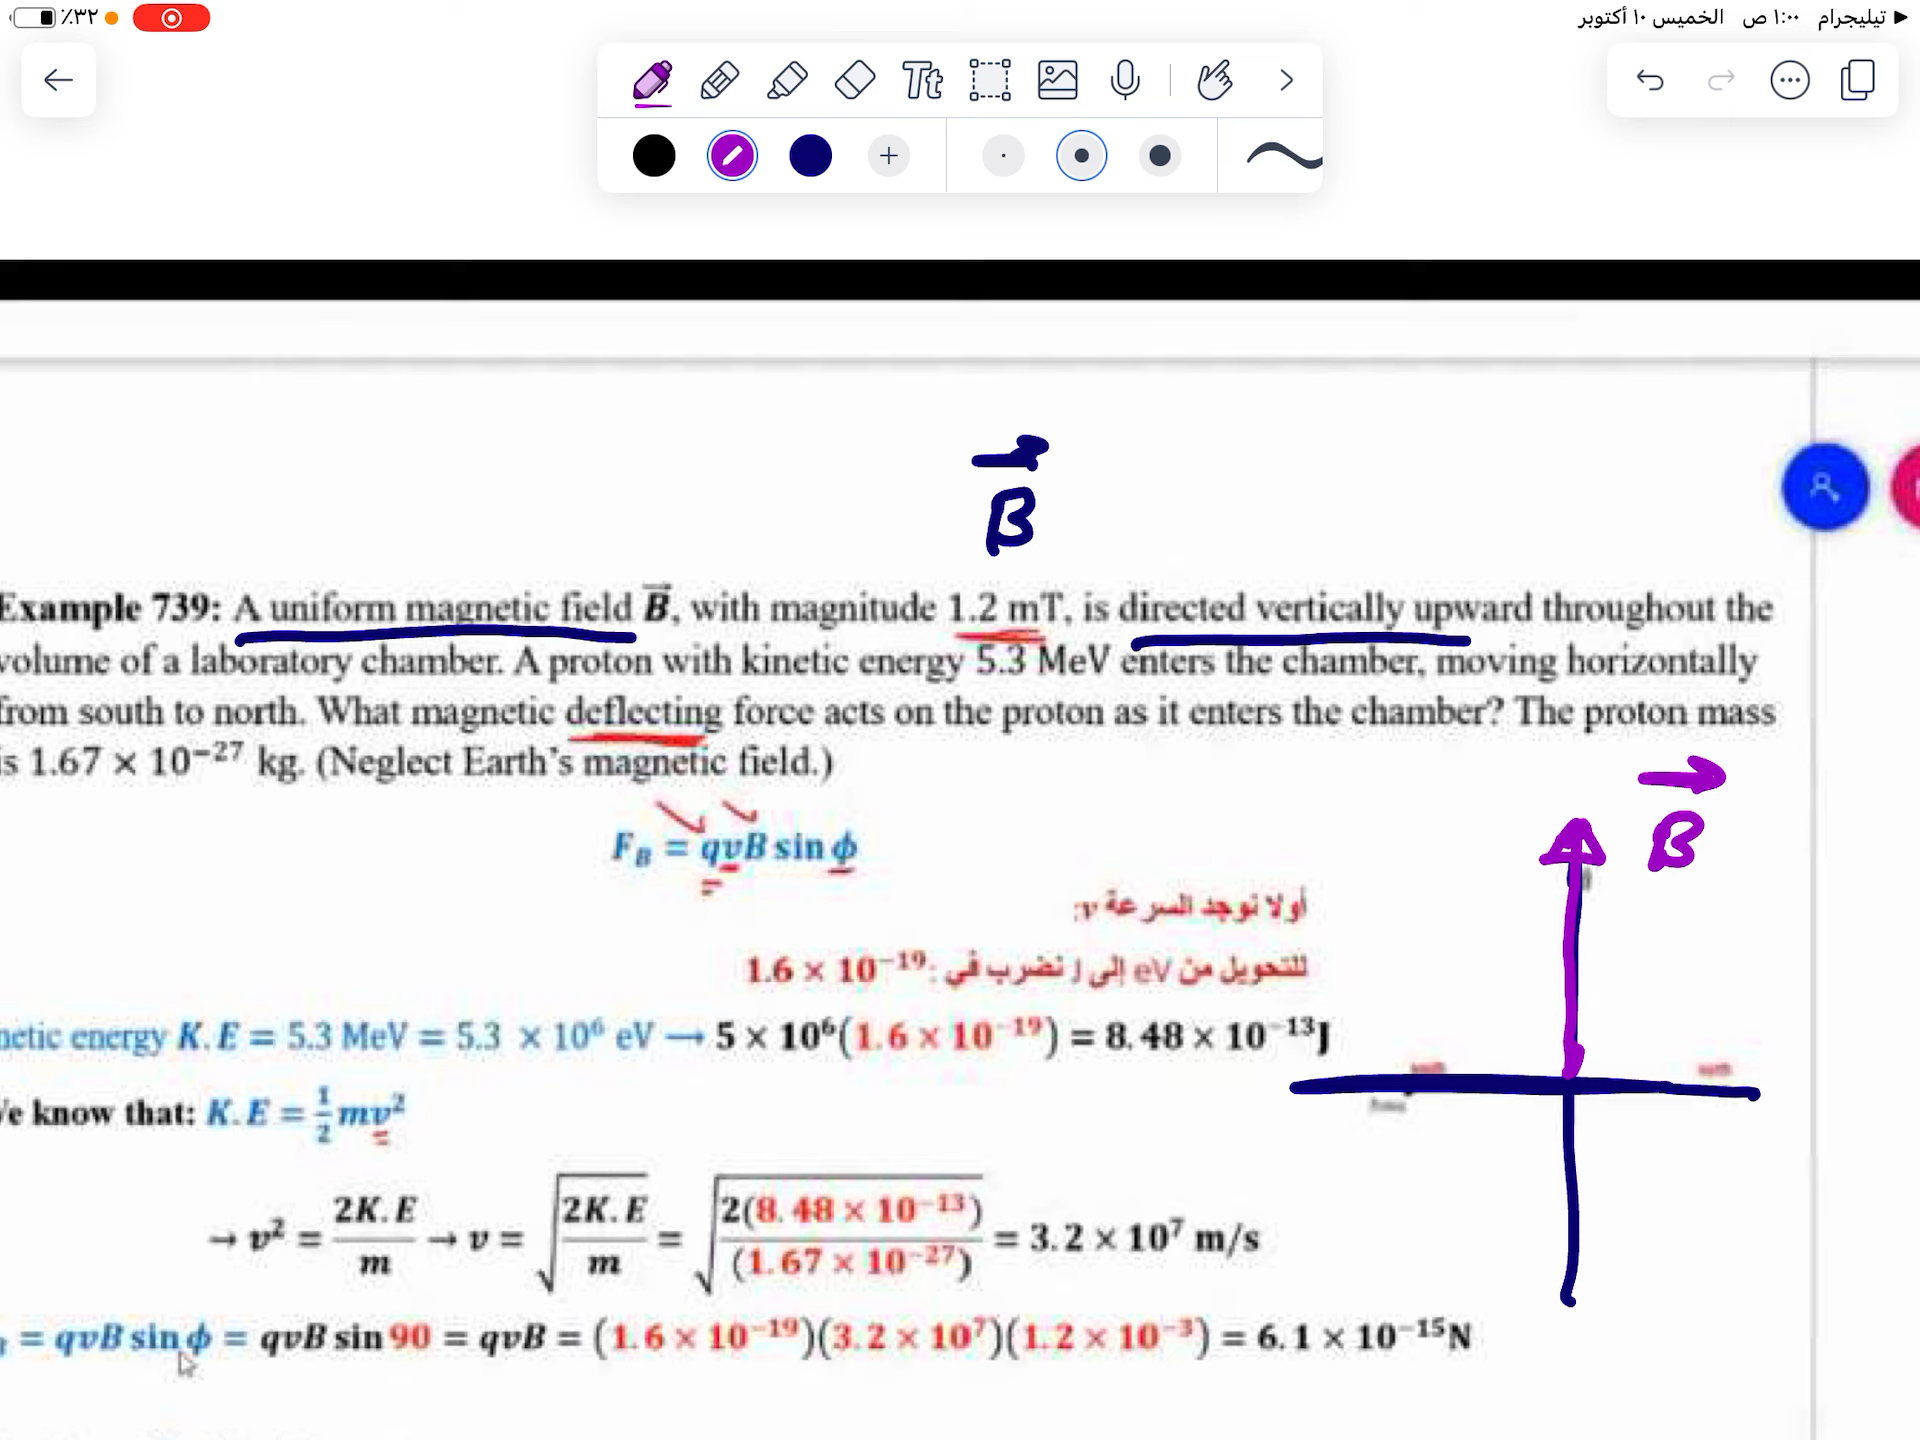 ٪٣٢
◀ تيليجرام ١:٠٠ ص الخميس ١٠ أكتوبر
Tt
B
Example 739: A uniform magnetic field B⃗, with magnitude 1.2 mT, is directed vertically upward throughout the
volume of a laboratory chamber. A proton with kinetic energy 5.3 MeV enters the chamber, moving horizontally
from south to north. What magnetic deflecting force acts on the proton as it enters the chamber? The proton mass
is 1.67 × 10⁻²⁷ kg. (Neglect Earth's magnetic field.)
B
F_B = qvB sin ϕ
أولا نوجد السرعة v:
للتحويل من eV إلى J نضرب في : 1.6 × 10⁻¹⁹
netic energy K.E = 5.3 MeV = 5.3 × 10⁶ eV → 5 × 10⁶(1.6 × 10⁻¹⁹) = 8.48 × 10⁻¹³J
e know that: K.E = ½mv²
→ v² = 2K.E/m → v = √(2K.E/m) = √(2(8.48 × 10⁻¹³)/(1.67 × 10⁻²⁷)) = 3.2 × 10⁷ m/s
= qvB sin ϕ = qvB sin 90 = qvB = (1.6 × 10⁻¹⁹)(3.2 × 10⁷)(1.2 × 10⁻³) = 6.1 × 10⁻¹⁵N